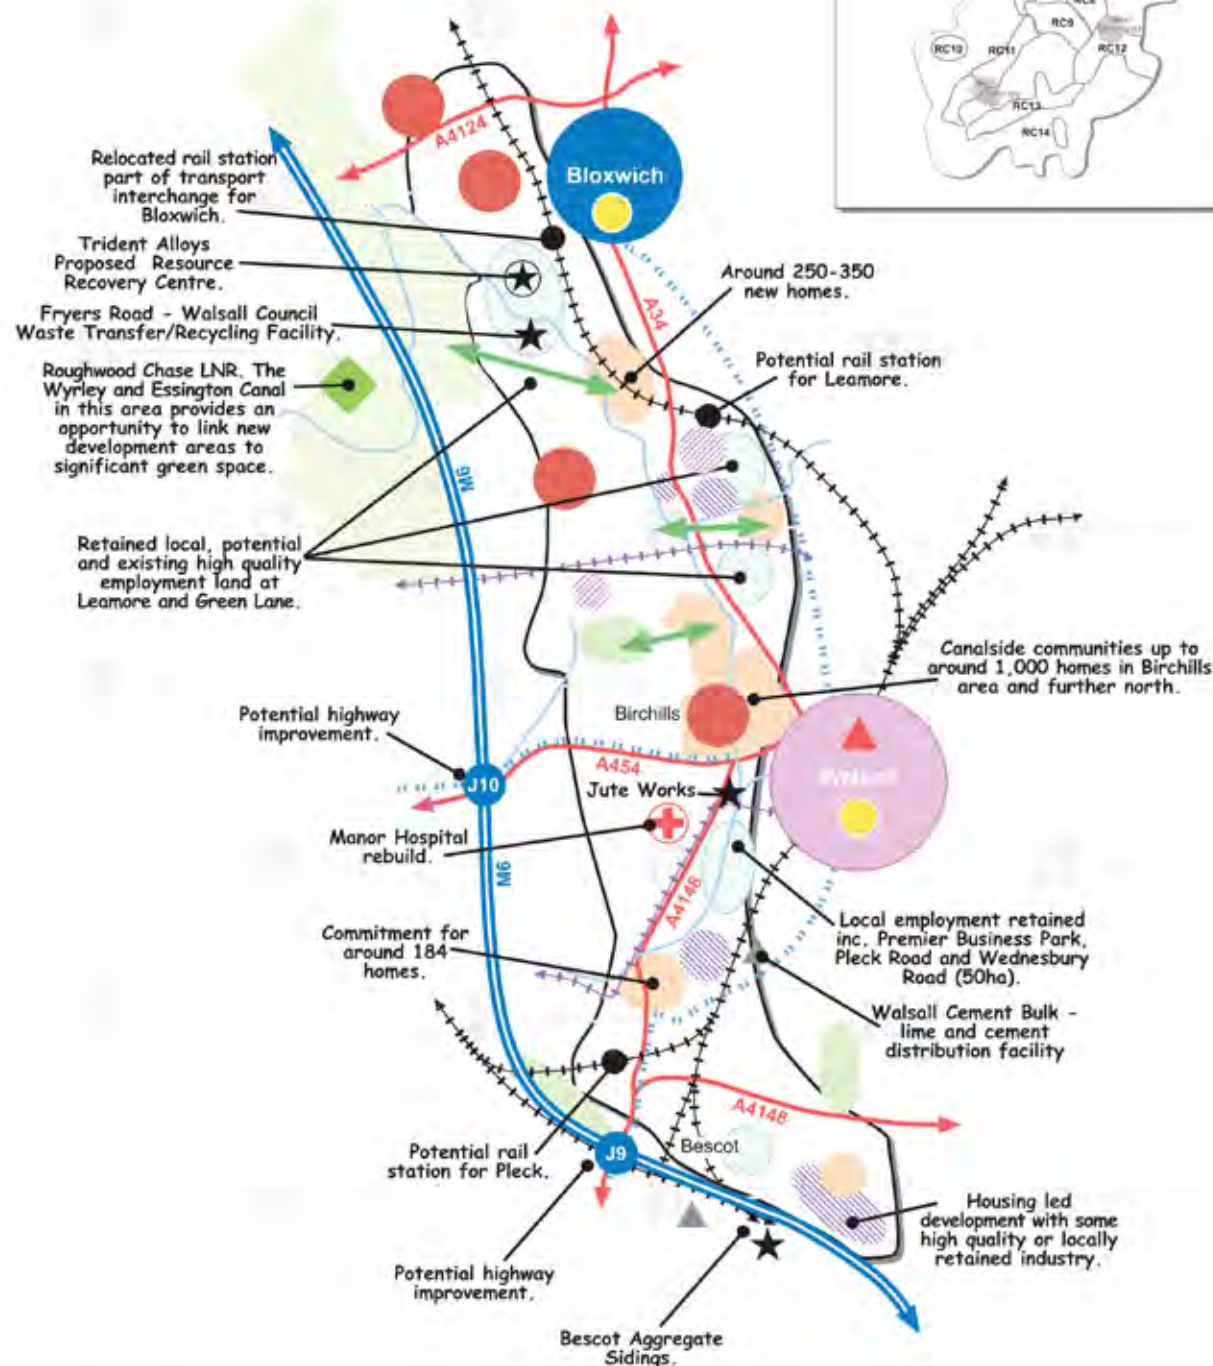 RC9
RC10
RC11
RC12
RC13
RC14
A4124
Bloxwich
Relocated rail station
part of transport
interchange for
Bloxwich.
Trident Alloys
Proposed Resource
Recovery Centre.
Fryers Road - Walsall Council
Waste Transfer/Recycling Facility.
Roughwood Chase LNR. The
Wyrley and Essington Canal
in this area provides an
opportunity to link new
development areas to
significant green space.
Around 250-350
new homes.
A34
Potential rail station
for Leamore.
M6
Retained local, potential
and existing high quality
employment land at
Leamore and Green Lane.
Canalside communities up to
around 1,000 homes in Birchills
area and further north.
Birchills
Potential highway
improvement.
J10
A454
Jute Works
Walsall
Manor Hospital
rebuild.
M6
A4148
Local employment retained
inc. Premier Business Park,
Pleck Road and Wednesbury
Road (50ha).
Commitment for
around 184
homes.
Walsall Cement Bulk -
lime and cement
distribution facility
A4148
Potential rail
station for Pleck.
J9
Bescot
Housing led
development with some
high quality or locally
retained industry.
Potential highway
improvement.
Bescot Aggregate
Sidings.